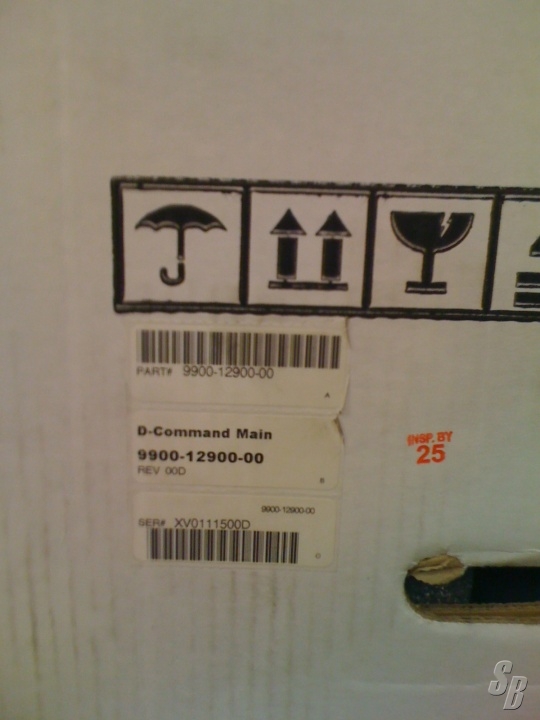 PART# 9900-12900-00
A
D-Command Main
9900-12900-00
REV 00D
B
9900-12900-00
SER# XV0111500D
INSP. BY
25
SB